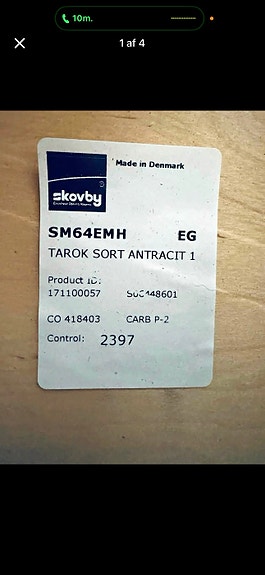 10m.
1 af 4
Made in Denmark
skovby
SM64EMH EG
TAROK SORT ANTRACIT 1
Product ID:
171100057
CO 418403 CARB P-2
Control: 2397